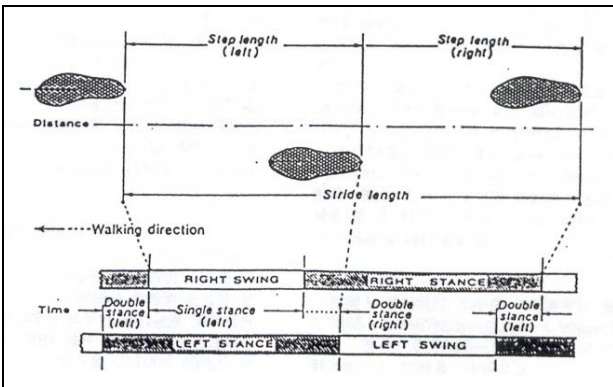 Step length
(left)
Step length
(right)
Distance
Stride length
Walking direction
RIGHT SWING
RIGHT STANCE
Time
Double
stance
(left)
Single stance
(left)
Double
stance
(right)
Double
stance
(left)
LEFT STANCE
LEFT SWING